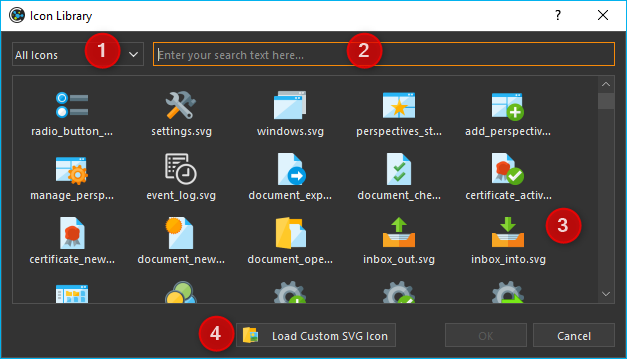 Icon Library
?
All Icons
1
Enter your search text here...
2
radio_button_...
settings.svg
windows.svg
perspectives_st...
add_perspectiv...
manage_persp...
event_log.svg
document_exp...
document_che...
certificate_activ...
certificate_new...
document_new...
document_ope...
inbox_out.svg
inbox_into.svg
3
4
Load Custom SVG Icon
OK
Cancel